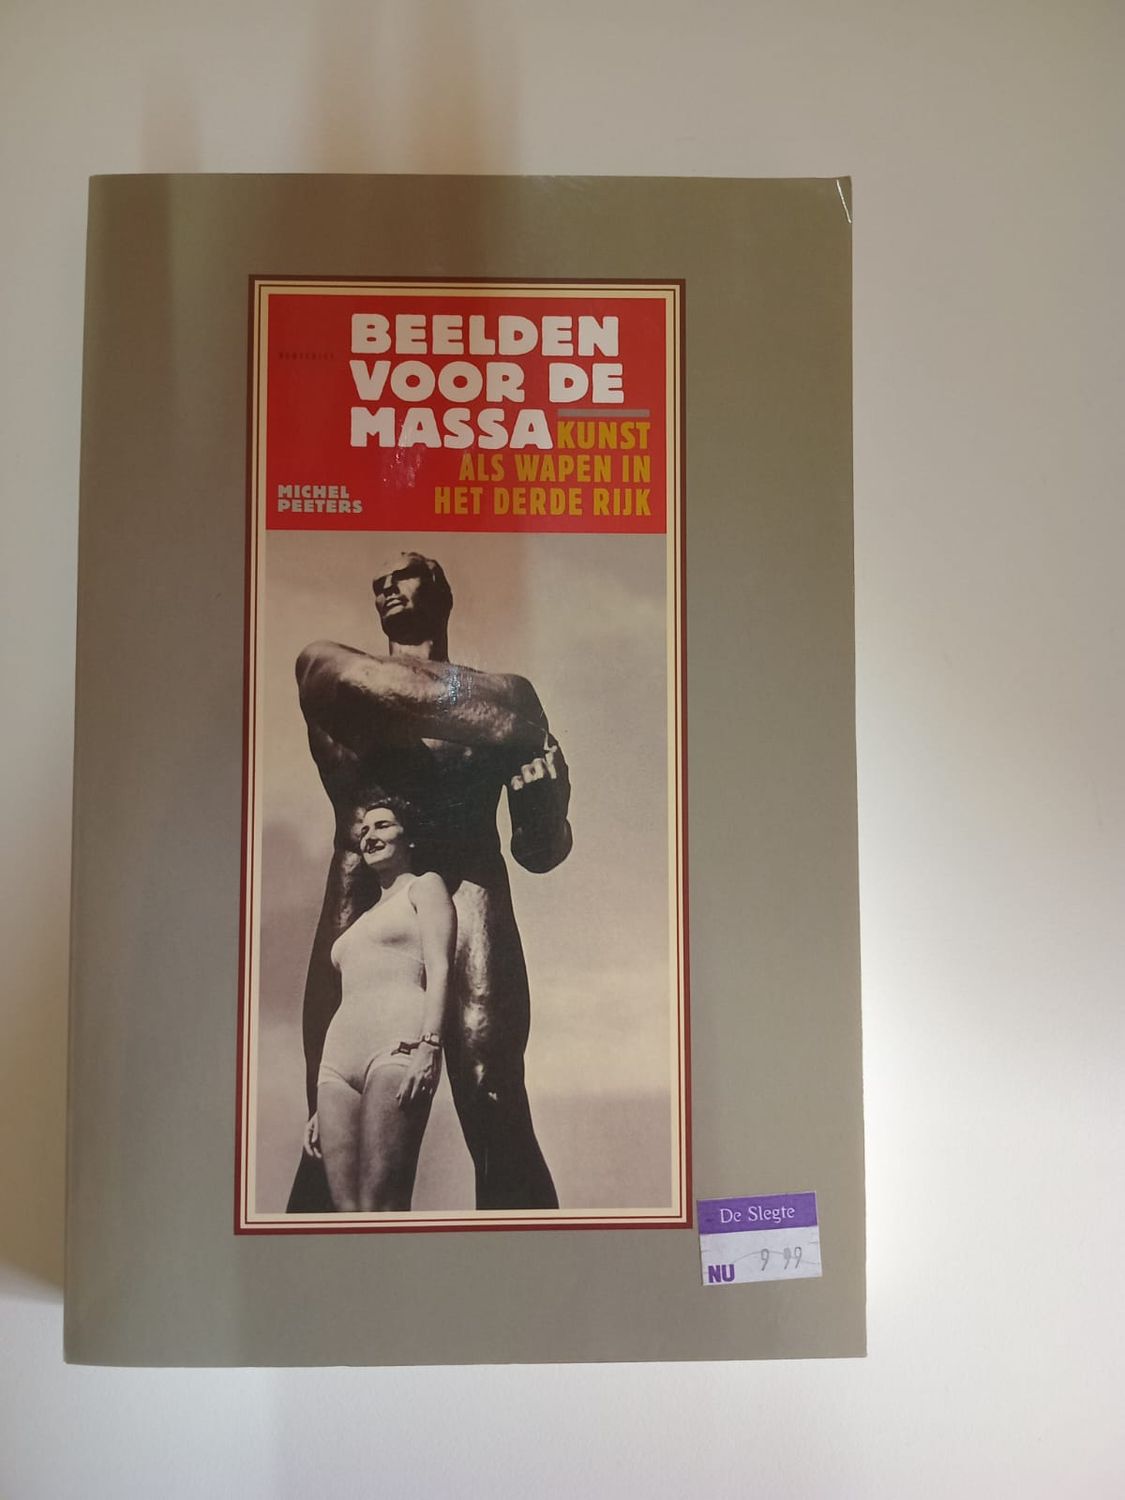 BEELDEN
VOOR DE
MASSA
KUNST
ALS WAPEN IN
HET DERDE RIJK
MICHEL
PEETERS
De Slegte
NU 9 99